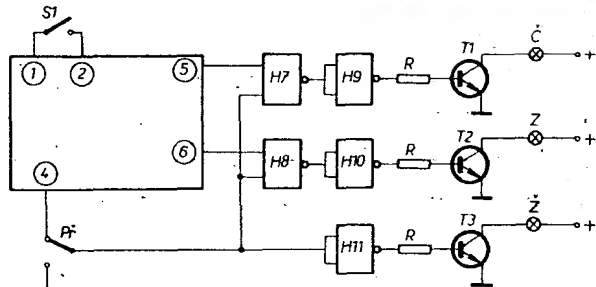 S1
1 2 5
6
4
Př
H7 H9 R T1 Č +
H8 H10 R T2 Z +
H11 R T3 Ž +